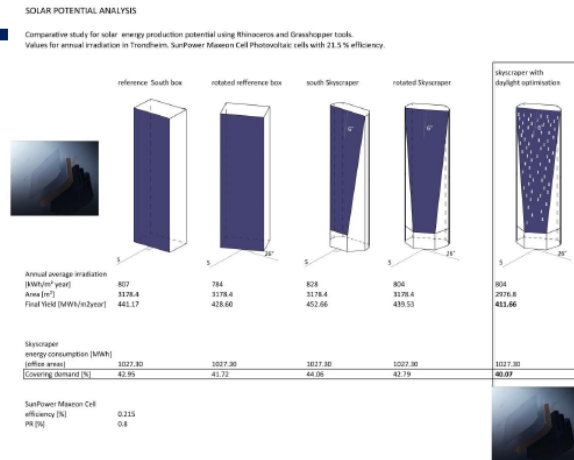 SOLAR POTENTIAL ANALYSIS
Comparative study for solar energy production potential using Rhinoceros and Grasshopper tools.
Values for annual irradiation in Trondheim. SunPower Maxeon Cell Photovoltaic cells with 21.5 % efficiency.
reference South box rotated refference box south Skyscraper rotated Skyscraper skyscraper with
daylight optimisation
6° 6° 6°
S S 26° S S 26° S 26°
Annual average irradiation
[kWh/m² year] 807 784 828 804 804
Area [m²] 3178.4 3178.4 3178.4 3178.4 2976.8
Final Yield [MWh/m2year] 441.17 428.60 452.66 439.53 411.66
Skyscraper
energy consumption [MWh]
(office areas) 1027.30 1027.30 1027.30 1027.30 1027.30
Covering demand [%] 42.95 41.72 44.06 42.79 40.07
SunPower Maxeon Cell
efficiency [%] 0.215
PR [%] 0.8